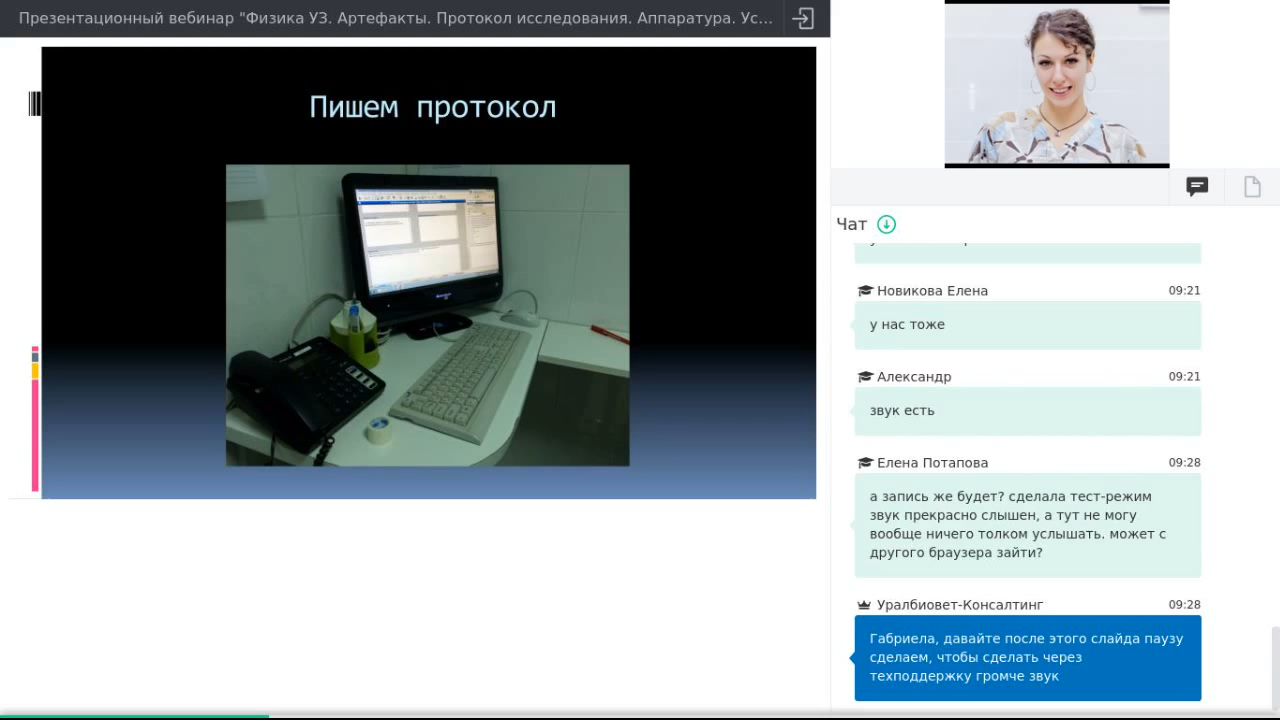 Презентационный вебинар "Физика УЗ. Артефакты. Протокол исследования. Аппаратура. Ус...
Пишем протокол
Чат
Новикова Елена 09:21
у нас тоже
Александр 09:21
звук есть
Елена Потапова 09:28
а запись же будет? сделала тест-режим
звук прекрасно слышен, а тут не могу
вообще ничего толком услышать. может с
другого браузера зайти?
Уралбиовет-Консалтинг 09:28
Габриела, давайте после этого слайда паузу
сделаем, чтобы сделать через
техподдержку громче звук